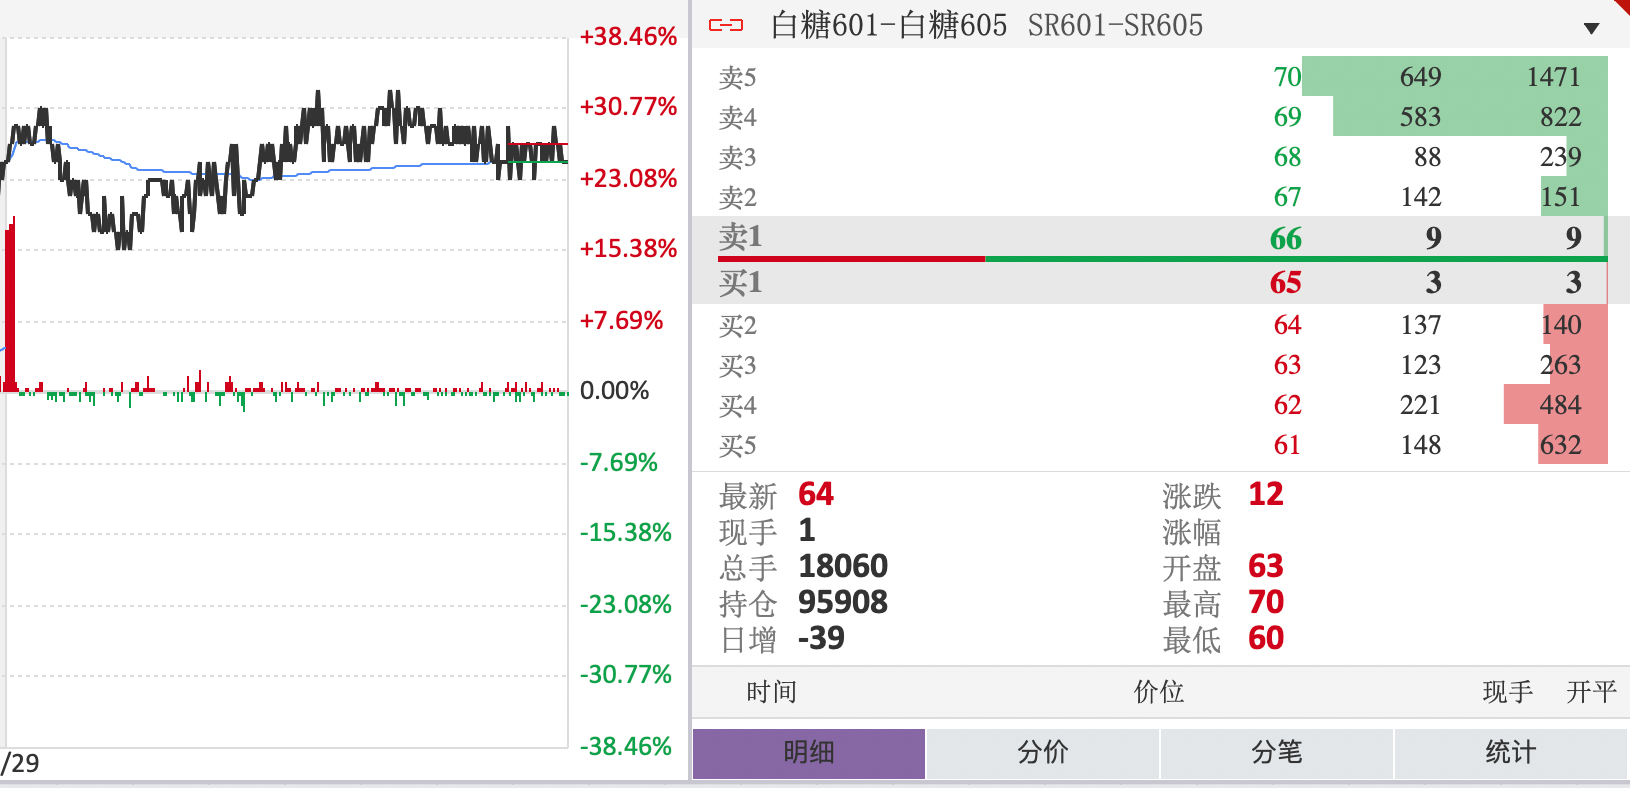 +38.46%
+30.77%
+23.08%
+15.38%
+7.69%
0.00%
-7.69%
-15.38%
-23.08%
-30.77%
-38.46%
/29
白糖601-白糖605 SR601-SR605
卖5 70 649 1471
卖4 69 583 822
卖3 68 88 239
卖2 67 142 151
卖1 66 9 9
买1 65 3 3
买2 64 137 140
买3 63 123 263
买4 62 221 484
买5 61 148 632
最新 64 涨跌 12
现手 1 涨幅
总手 18060 开盘 63
持仓 95908 最高 70
日增 -39 最低 60
时间 价位 现手 开平
明细 分价 分笔 统计